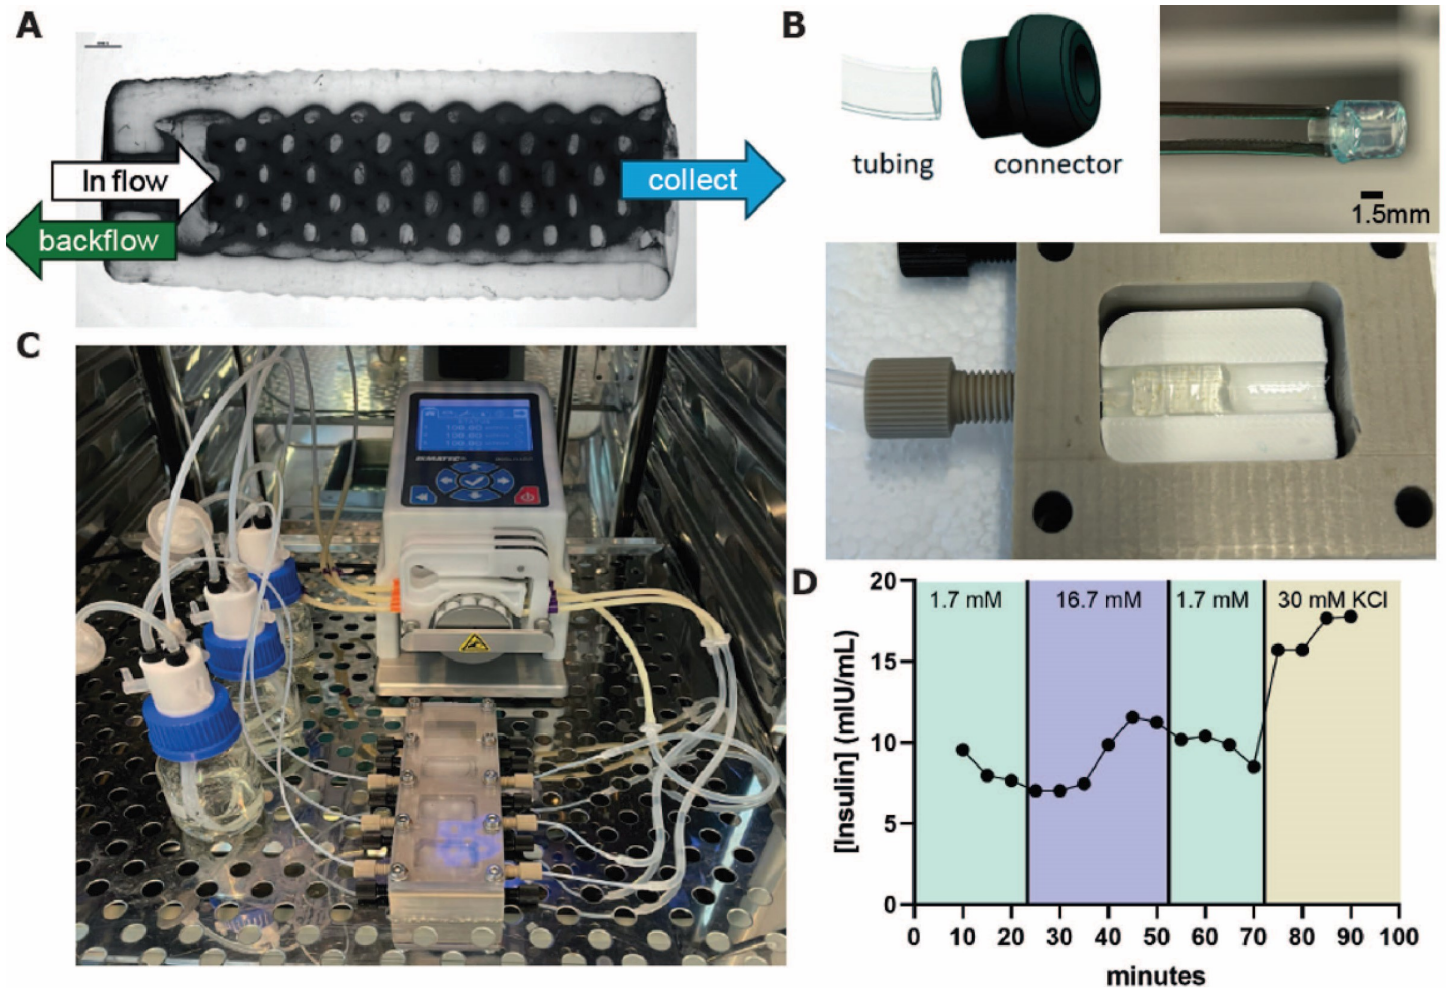 A
In flow
collect
backflow
B
tubing
connector
1.5mm
C
D
[Insulin] (mIU/mL)
20
15
10
5
0
1.7 mM
16.7 mM
1.7 mM
30 mM KCl
0 10 20 30 40 50 60 70 80 90 100
minutes